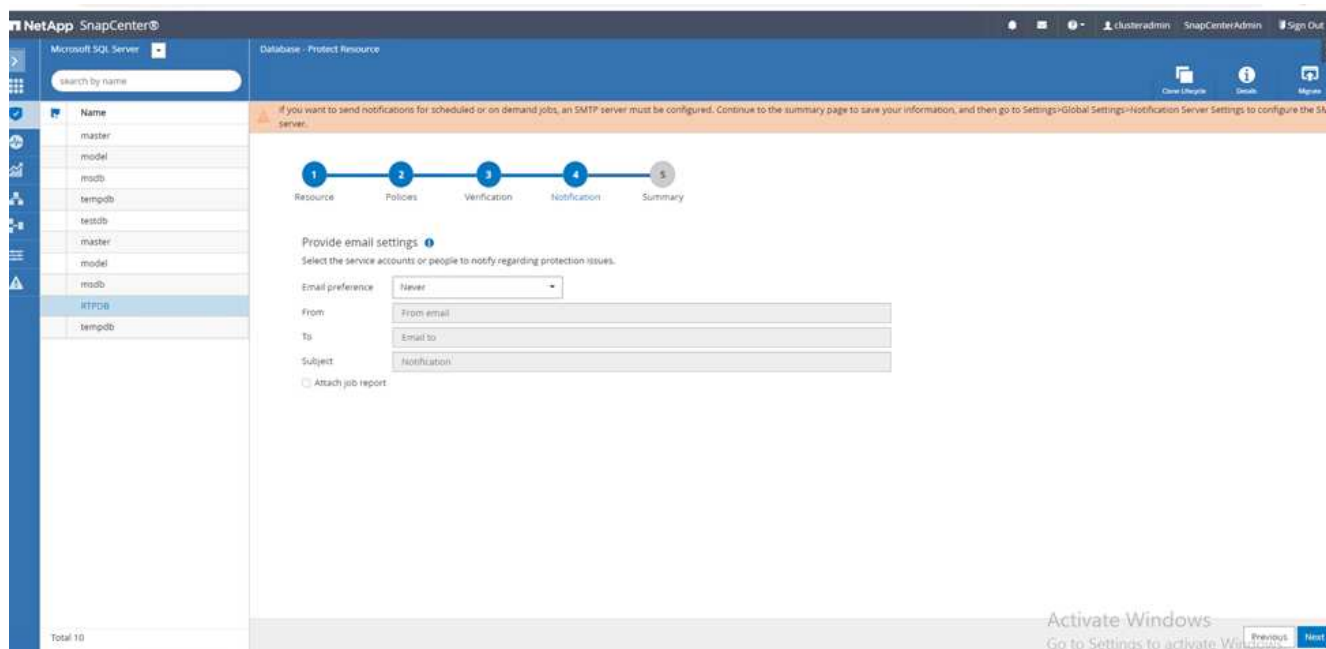 NetApp SnapCenter®
clusteradmin SnapCenterAdmin Sign Out
Microsoft SQL Server
Database - Protect Resource
search by name
Clone Lifecycle Details Migrate
Name
master
model
msdb
tempdb
testdb
master
model
msdb
RTPDB
tempdb
If you want to send notifications for scheduled or on demand jobs, an SMTP server must be configured. Continue to the summary page to save your information, and then go to Settings>Global Settings>Notification Server Settings to configure the SM
server.
1 2 3 4 5
Resource Policies Verification Notification Summary
Provide email settings
Select the service accounts or people to notify regarding protection issues.
Email preference Never
From From email
To Email to
Subject Notification
Attach job report
Total 10
Activate Windows
Go to Settings to activate Windows.
Previous Next